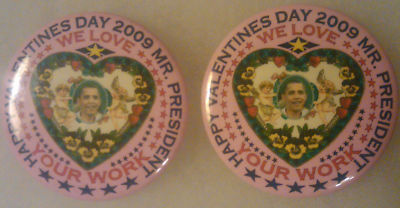 HAPPY VALENTINES DAY 2009 MR. PRESIDENT
WE LOVE
YOUR WORK
HAPPY VALENTINES DAY 2009 MR. PRESIDENT
WE LOVE
YOUR WORK